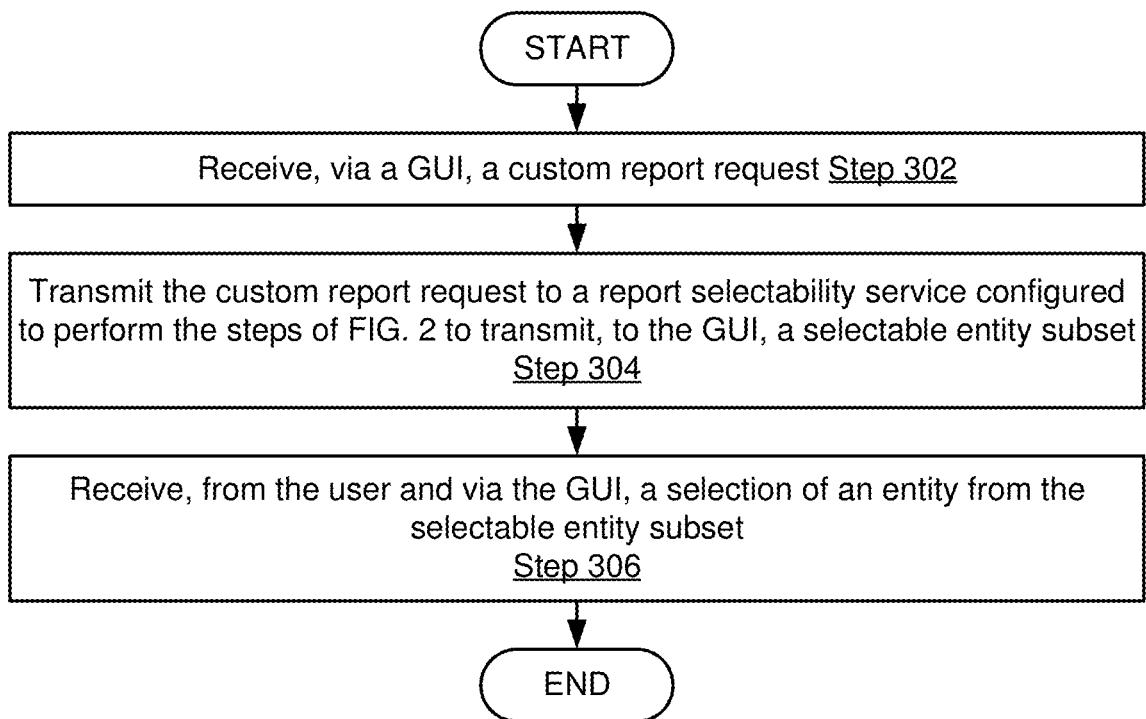 START
Receive, via a GUI, a custom report request Step 302
Transmit the custom report request to a report selectability service configured
to perform the steps of FIG. 2 to transmit, to the GUI, a selectable entity subset
Step 304
Receive, from the user and via the GUI, a selection of an entity from the
selectable entity subset
Step 306
END